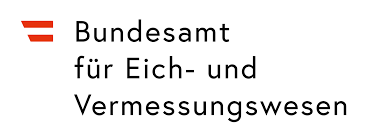 Bundesamt
für Eich- und
Vermessungswesen